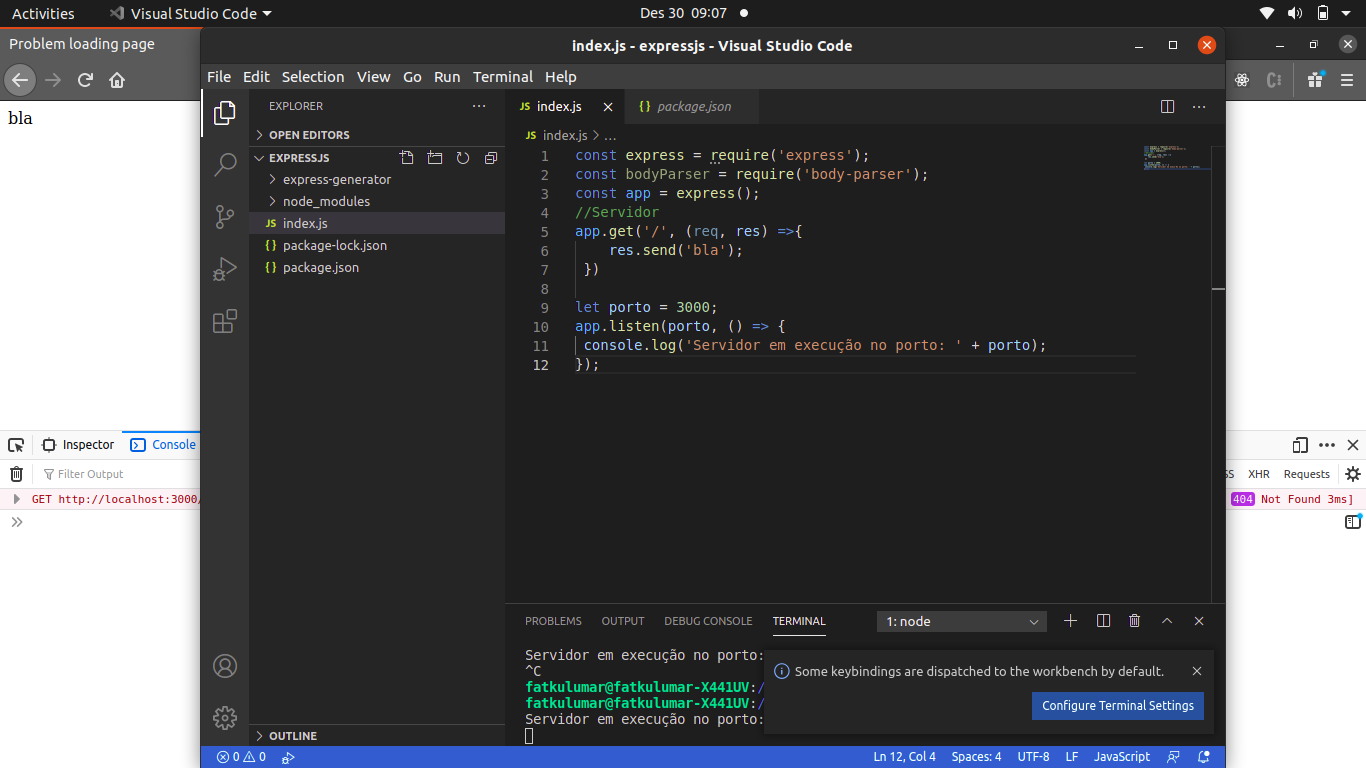 Activities Visual Studio Code Des 30 09:07
Problem loading page
index.js - expressjs - Visual Studio Code
File Edit Selection View Go Run Terminal Help
bla
EXPLORER
OPEN EDITORS
EXPRESSJS
express-generator
node_modules
JS index.js
{} package-lock.json
{} package.json
OUTLINE
JS index.js {} package.json
JS index.js > ...
1 const express = require('express');
2 const bodyParser = require('body-parser');
3 const app = express();
4 //Servidor
5 app.get('/', (req, res) =>{
6 res.send('bla');
7 })
8
9 let porto = 3000;
10 app.listen(porto, () => {
11 console.log('Servidor em execução no porto: ' + porto);
12 });
PROBLEMS OUTPUT DEBUG CONSOLE TERMINAL 1: node
Servidor em execução no porto:
^C
fatkulumar@fatkulumar-X441UV:/
fatkulumar@fatkulumar-X441UV:/
Servidor em execução no porto:
Some keybindings are dispatched to the workbench by default.
Configure Terminal Settings
0 0 Ln 12, Col 4 Spaces: 4 UTF-8 LF JavaScript
Inspector Console
Filter Output
XHR Requests
GET http://localhost:3000/
404 Not Found 3ms]